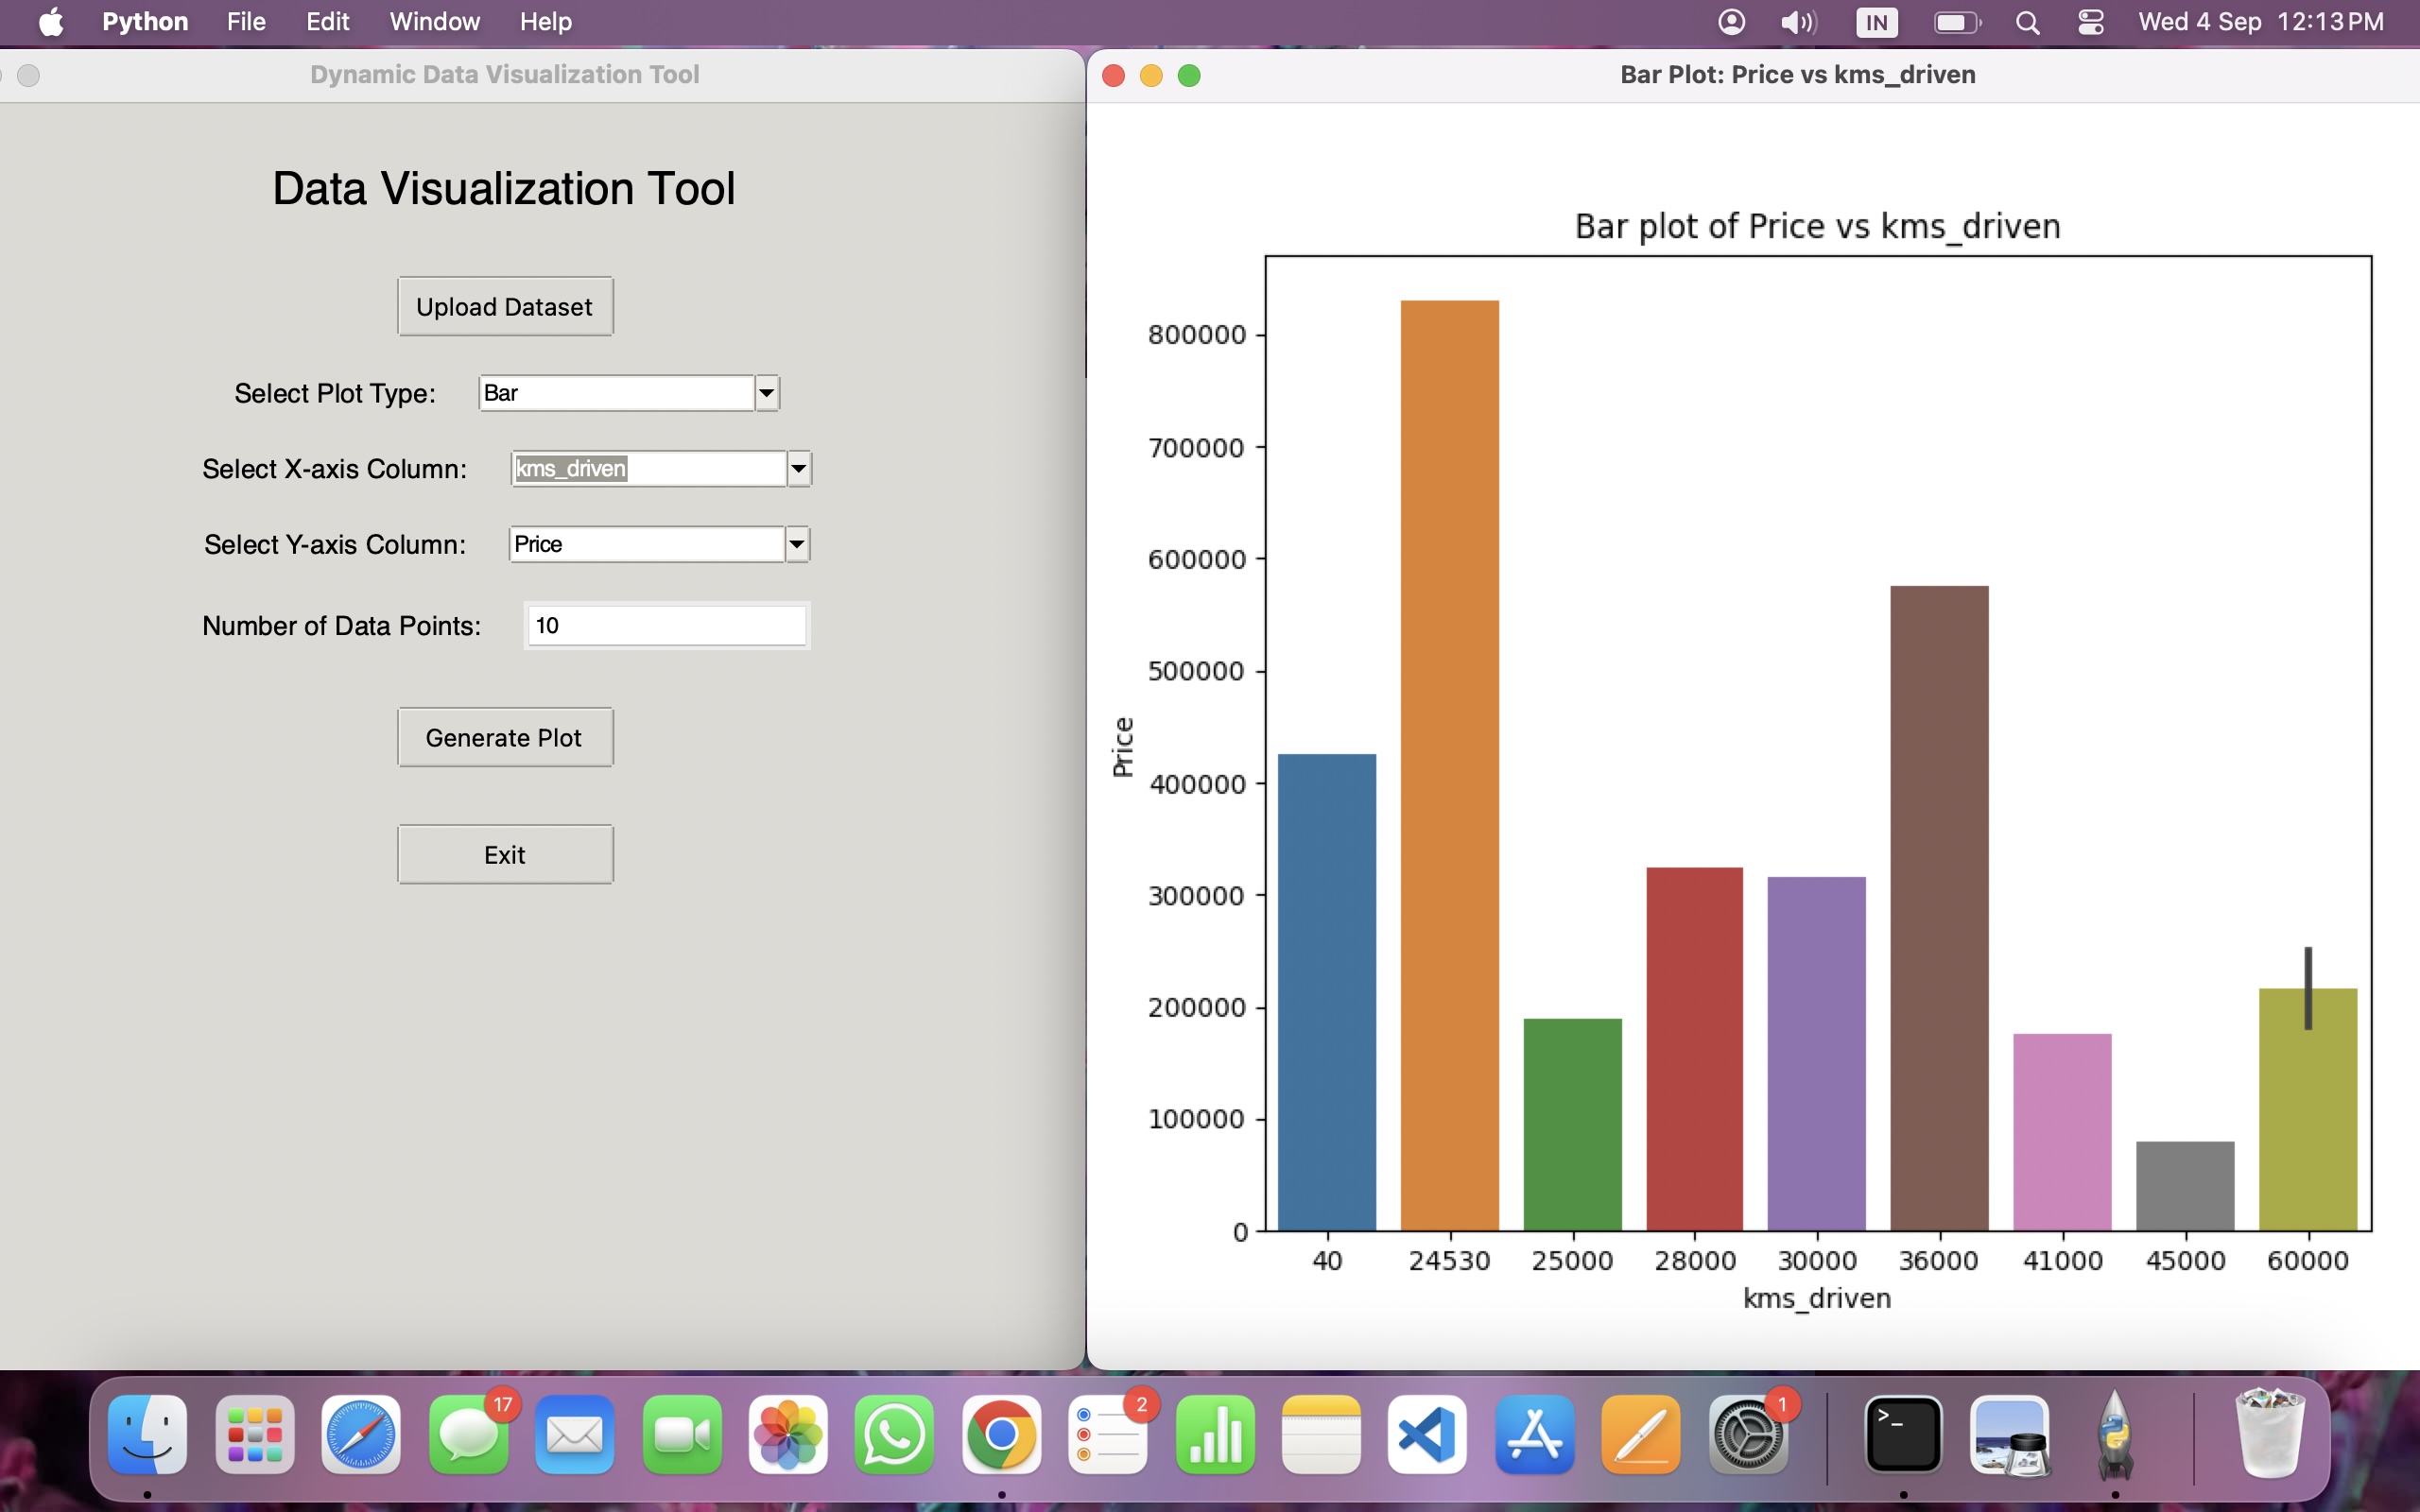 Python File Edit Window Help IN Wed 4 Sep 12:13 PM
Dynamic Data Visualization Tool
Data Visualization Tool
Upload Dataset
Select Plot Type: Bar
Select X-axis Column: kms_driven
Select Y-axis Column: Price
Number of Data Points: 10
Generate Plot
Exit
Bar Plot: Price vs kms_driven
Bar plot of Price vs kms_driven
800000
700000
600000
500000
400000
300000
200000
100000
0
Price
40 24530 25000 28000 30000 36000 41000 45000 60000
kms_driven
17 2 1
>_